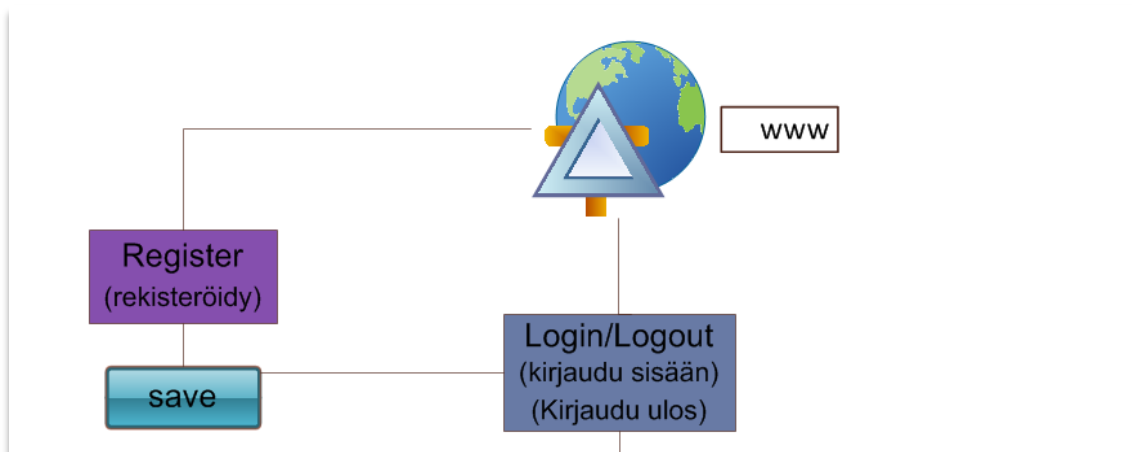 www
Register
(rekisteröidy)
Login/Logout
(kirjaudu sisään)
(Kirjaudu ulos)
save